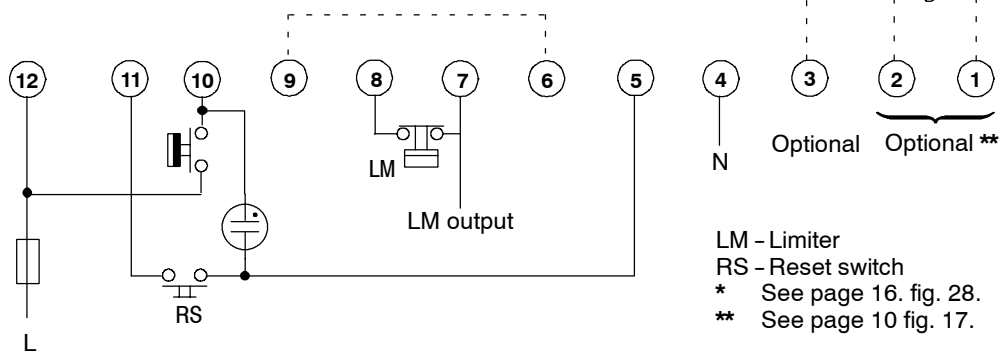 12 11 10 9 8 7 6 5 4 3 2 1
LM
N
Optional Optional **
LM output
LM – Limiter
RS – Reset switch
* See page 16. fig. 28.
** See page 10 fig. 17.
RS
L